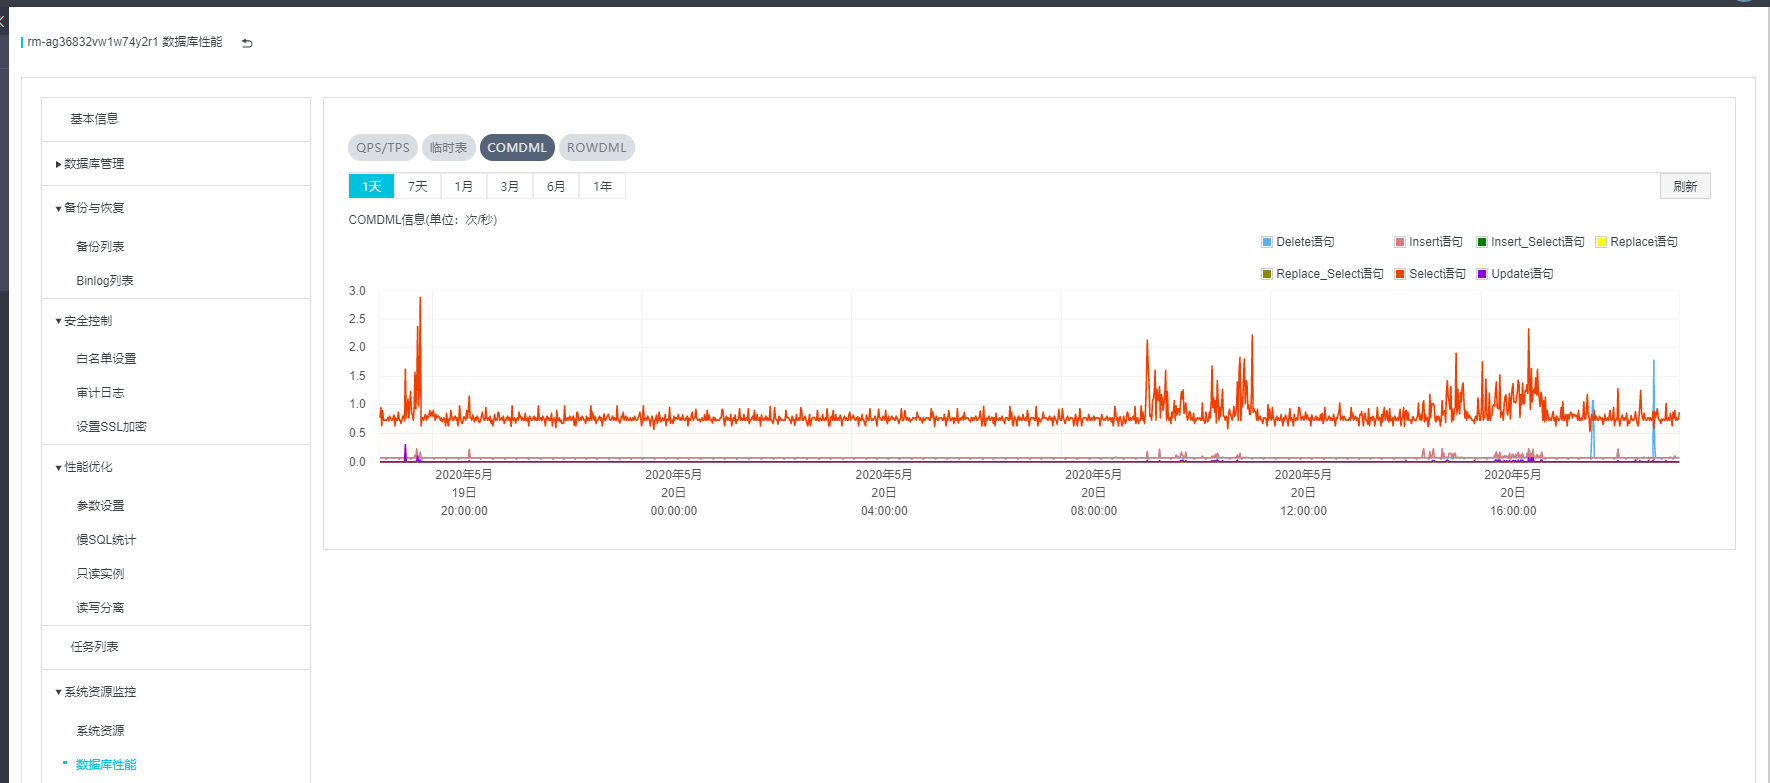 rm-ag36832vw1w74y2r1 数据库性能
基本信息
数据库管理
备份与恢复
备份列表
Binlog列表
安全控制
白名单设置
审计日志
设置SSL加密
性能优化
参数设置
慢SQL统计
只读实例
读写分离
任务列表
系统资源监控
系统资源
数据库性能
QPS/TPS 临时表 COMDML ROWDML
1天 7天 1月 3月 6月 1年 刷新
COMDML信息(单位：次/秒)
Delete语句 Insert语句 Insert_Select语句 Replace语句
Replace_Select语句 Select语句 Update语句
3.0
2.5
2.0
1.5
1.0
0.5
0.0
2020年5月 2020年5月 2020年5月 2020年5月 2020年5月 2020年5月
19日 20日 20日 20日 20日 20日
20:00:00 00:00:00 04:00:00 08:00:00 12:00:00 16:00:00